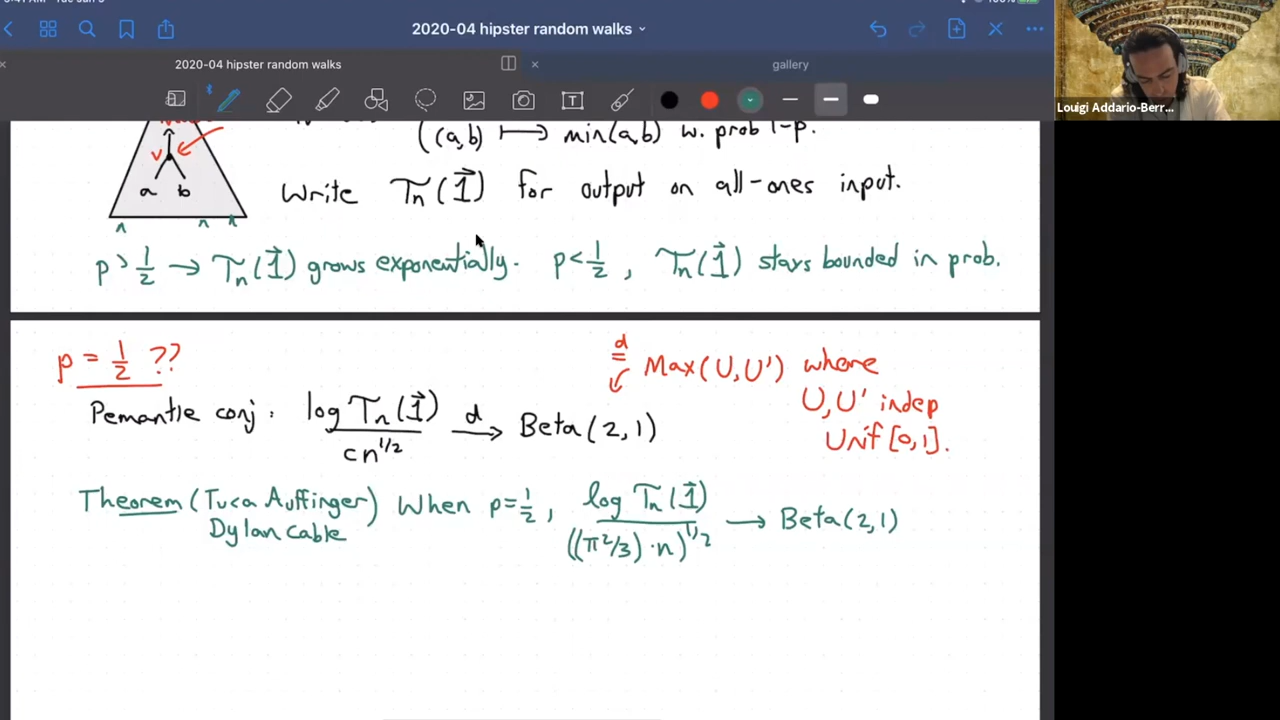 2020-04 hipster random walks
2020-04 hipster random walks
gallery
Louigi Addario-Berr...
((a,b) ↦ min(a,b) w. prob 1-p.
v
a b
Write Tn(1⃗) for output on all-ones input.
p > 1/2 → Tn(1⃗) grows exponentially. p < 1/2, Tn(1⃗) stays bounded in prob.
p = 1/2 ??
d= Max(U,U') where
U,U' indep
Unif [0,1].
Pemantle conj. log Tn(1⃗) / cn^1/2 →d Beta(2,1)
Theorem (Tuca Auffinger) When p=1/2, log Tn(1⃗) / ((π²/3)·n)^1/2 → Beta(2,1)
Dylan Cable